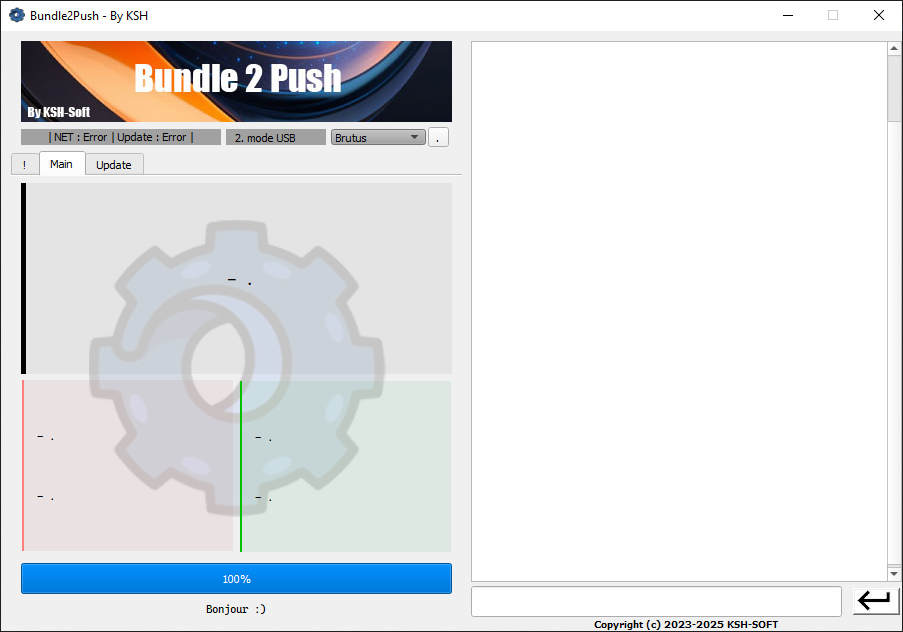 Bundle2Push - By KSH
Bundle 2 Push
By KSH-Soft
| NET : Error | Update : Error |
2. mode USB
Brutus
.
!
Main
Update
– .
– .
– .
– .
– .
100%
Bonjour :)
Copyright (c) 2023-2025 KSH-SOFT